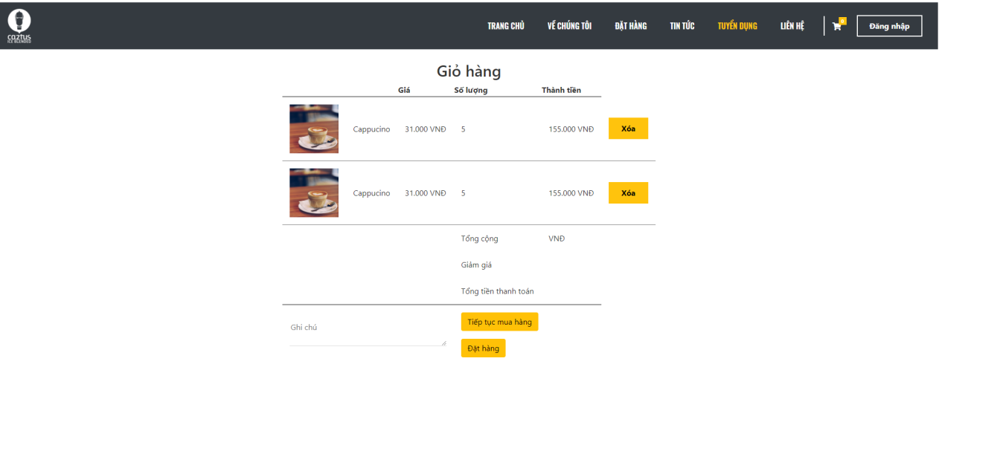 TRANG CHỦ VỀ CHÚNG TÔI ĐẶT HÀNG TIN TỨC TUYỂN DỤNG LIÊN HỆ 0 Đăng nhập
caztus
ICE BLENDED
Giỏ hàng
Giá Số lượng Thành tiền
Cappucino 31.000 VNĐ 5 155.000 VNĐ Xóa
Cappucino 31.000 VNĐ 5 155.000 VNĐ Xóa
Tổng cộng VNĐ
Giảm giá
Tổng tiền thanh toán
Ghi chú
Tiếp tục mua hàng
Đặt hàng